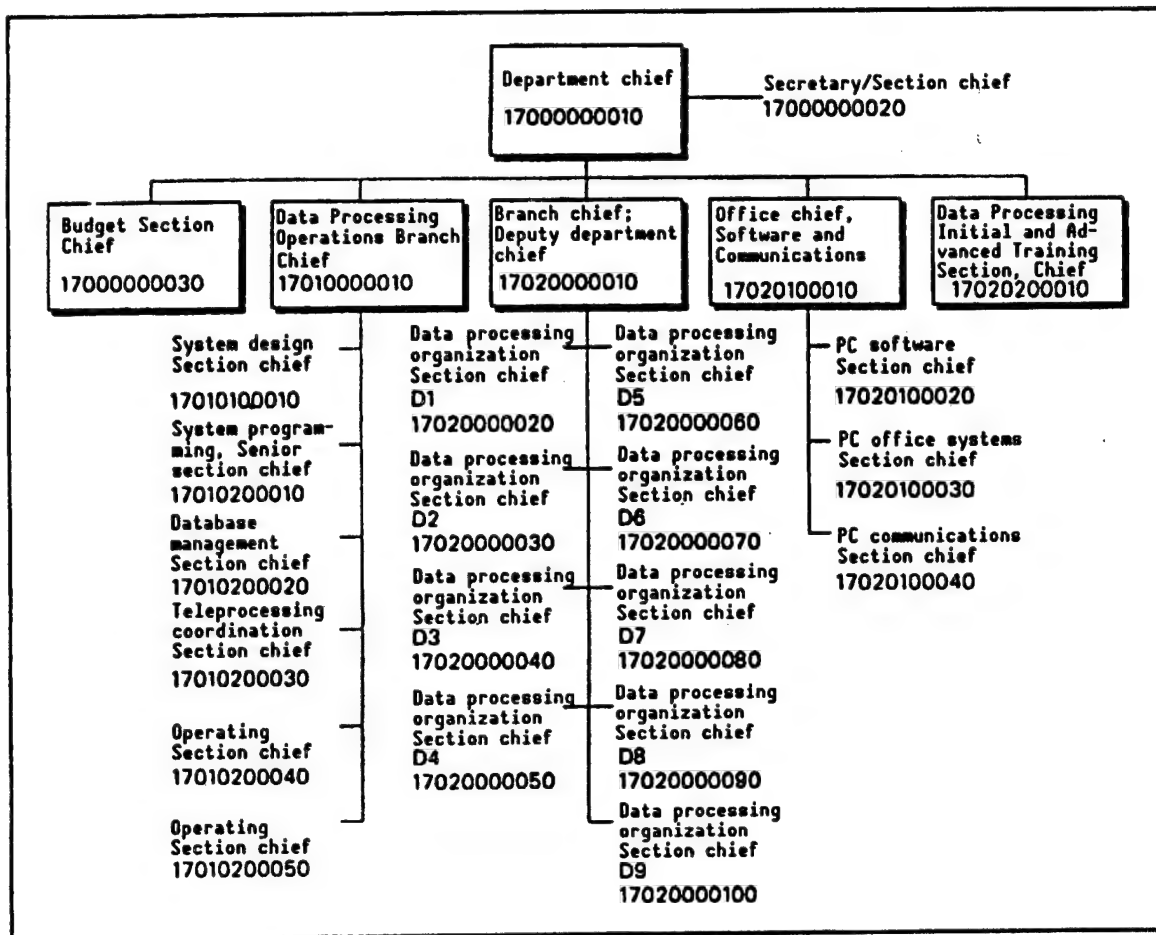 Department chief
17000000010
Secretary/Section chief
17000000020
Budget Section
Chief
17000000030
Data Processing
Operations Branch
Chief
17010000010
Branch chief;
Deputy department
chief
17020000010
Office chief,
Software and
Communications
17020100010
Data Processing
Initial and Ad-
vanced Training
Section, Chief
17020200010
System design
Section chief
17010100010
System program-
ming, Senior
section chief
17010200010
Database
management
Section chief
17010200020
Teleprocessing
coordination
Section chief
17010200030
Operating
Section chief
17010200040
Operating
Section chief
17010200050
Data processing
organization
Section chief
D1
17020000020
Data processing
organization
Section chief
D2
17020000030
Data processing
organization
Section chief
D3
17020000040
Data processing
organization
Section chief
D4
17020000050
Data processing
organization
Section chief
D5
17020000060
Data processing
organization
Section chief
D6
17020000070
Data processing
organization
Section chief
D7
17020000080
Data processing
organization
Section chief
D8
17020000090
Data processing
organization
Section chief
D9
17020000100
PC software
Section chief
17020100020
PC office systems
Section chief
17020100030
PC communications
Section chief
17020100040